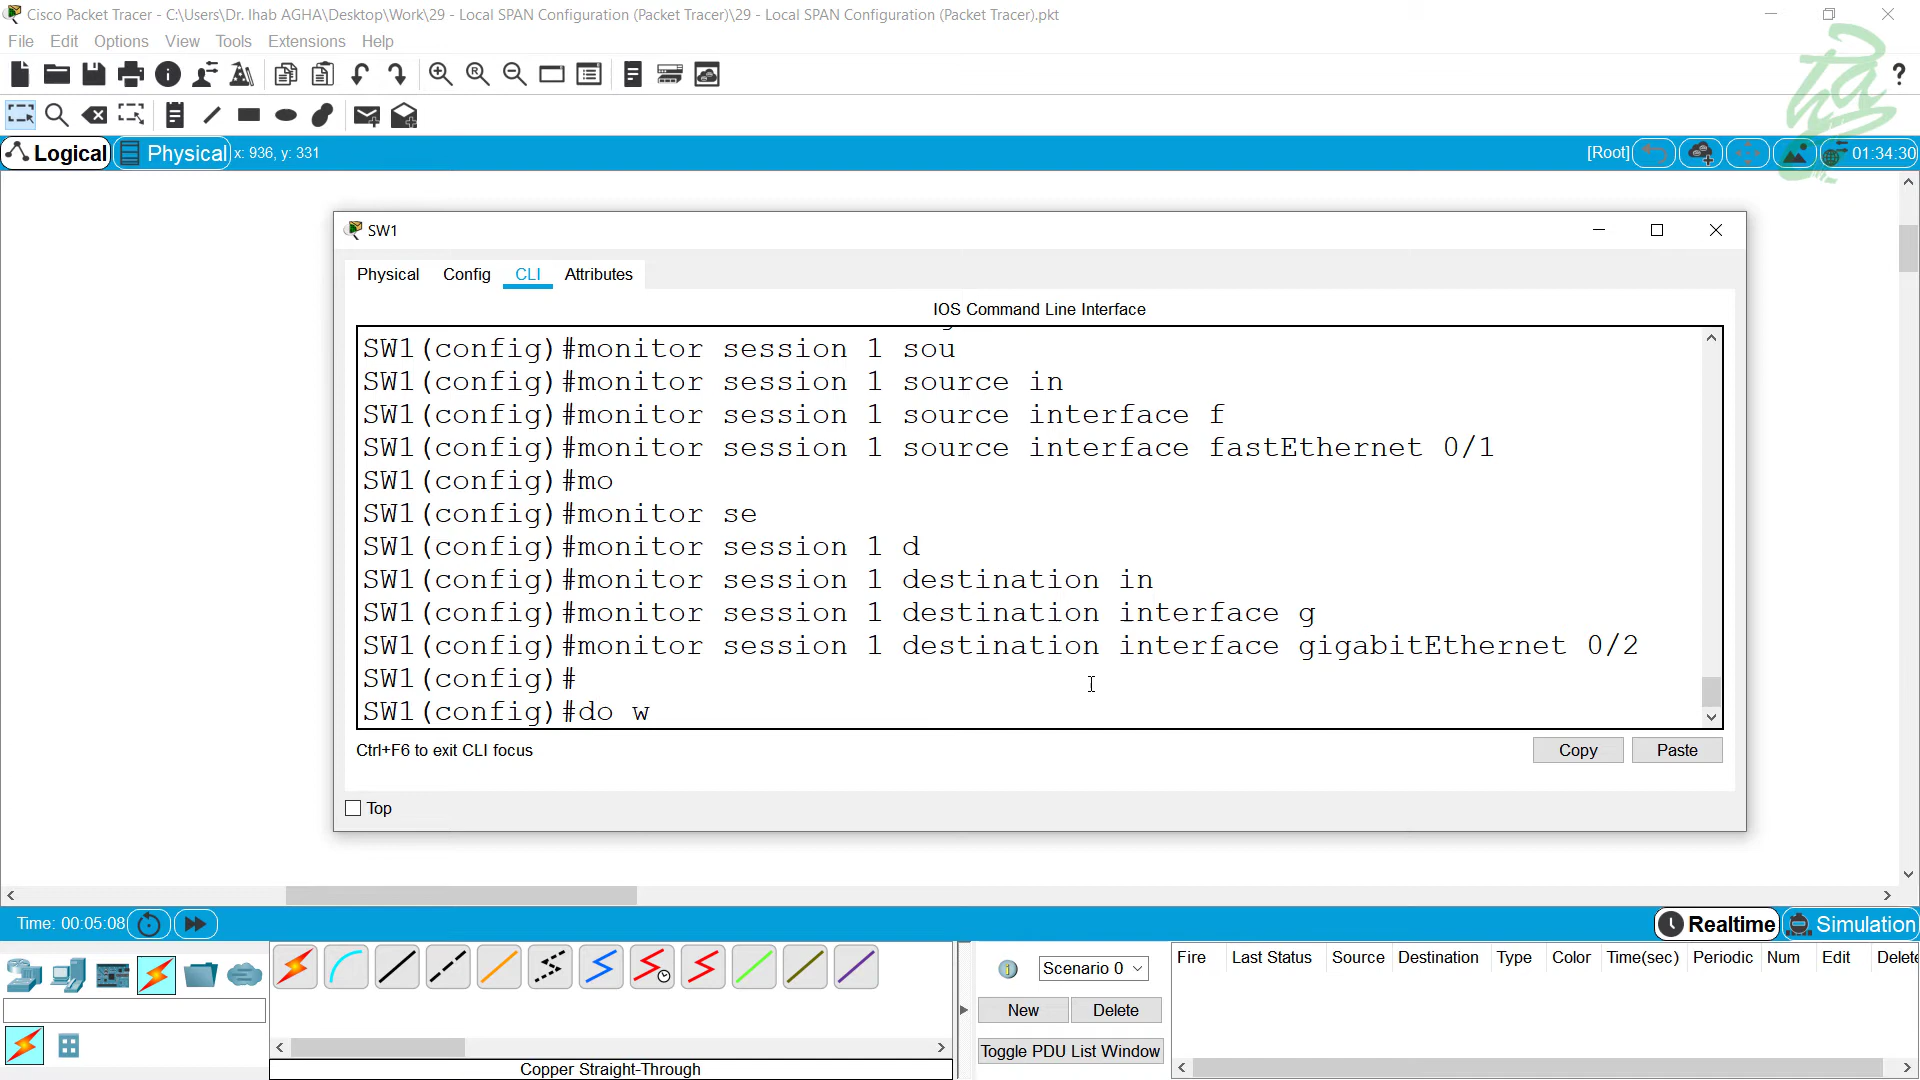 Cisco Packet Tracer - C:\Users\Dr. Ihab AGHA\Desktop\Work\29 - Local SPAN Configuration (Packet Tracer)\29 - Local SPAN Configuration (Packet Tracer).pkt
File Edit Options View Tools Extensions Help
?
Logical Physical x: 936, y: 331 [Root] 01:34:30
SW1
Physical Config CLI Attributes
IOS Command Line Interface
SW1(config)#monitor session 1 sou
SW1(config)#monitor session 1 source in
SW1(config)#monitor session 1 source interface f
SW1(config)#monitor session 1 source interface fastEthernet 0/1
SW1(config)#mo
SW1(config)#monitor se
SW1(config)#monitor session 1 d
SW1(config)#monitor session 1 destination in
SW1(config)#monitor session 1 destination interface g
SW1(config)#monitor session 1 destination interface gigabitEthernet 0/2
SW1(config)#
SW1(config)#do w
Ctrl+F6 to exit CLI focus Copy Paste
Top
Time: 00:05:08 Realtime Simulation
Scenario 0 Fire Last Status Source Destination Type Color Time(sec) Periodic Num Edit Delete
New Delete
Toggle PDU List Window
Copper Straight-Through